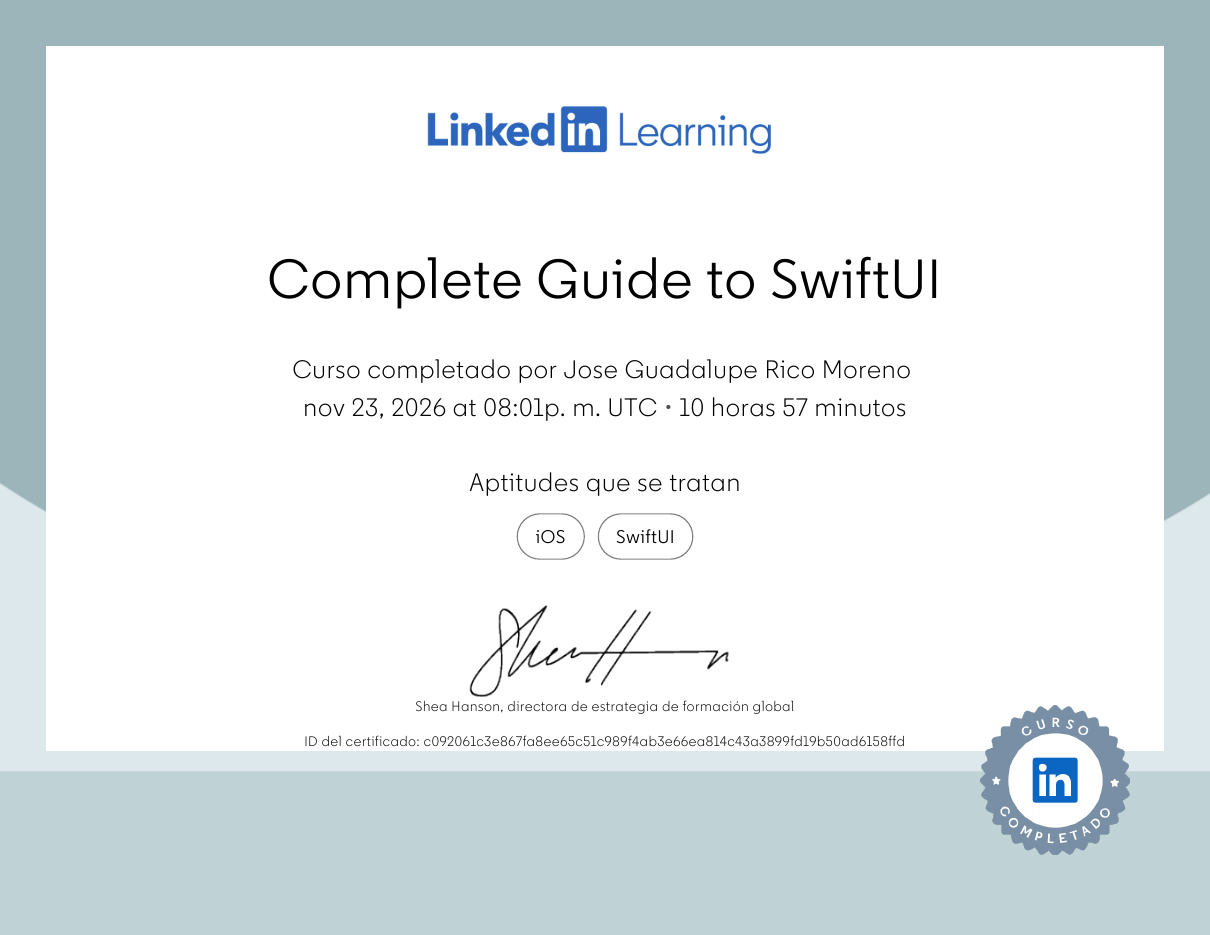 Linked in Learning
Complete Guide to SwiftUI
Curso completado por Jose Guadalupe Rico Moreno
nov 23, 2026 at 08:01p. m. UTC • 10 horas 57 minutos
Aptitudes que se tratan
iOS SwiftUI
Shea Hanson, directora de estrategia de formación global
ID del certificado: c092061c3e867fa8ee65c51c989f4ab3e66ea814c43a3899fd19b50ad6158ffd
CURSO
in
COMPLETADO